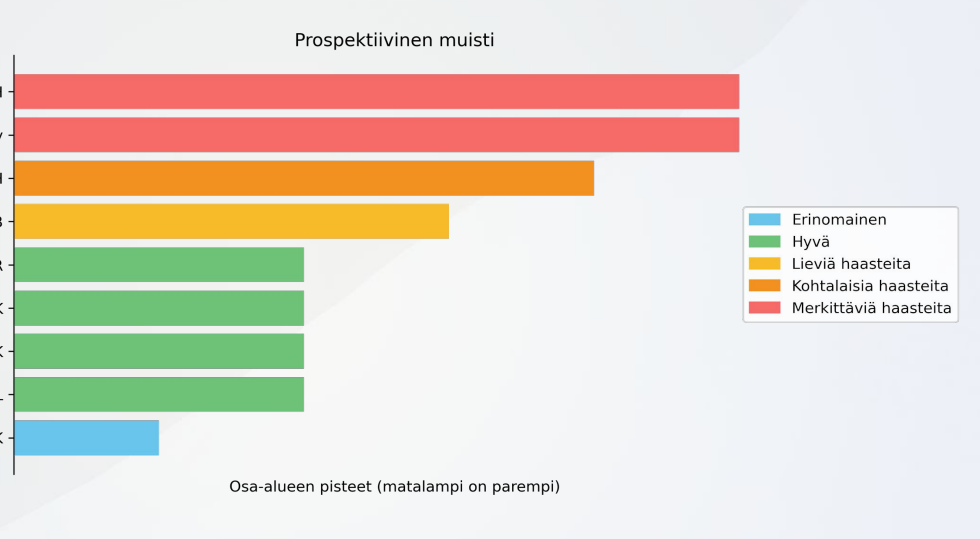 Prospektiivinen muisti
H
B
R
K
K
L
K
Erinomainen
Hyvä
Lieviä haasteita
Kohtalaisia haasteita
Merkittäviä haasteita
Osa-alueen pisteet (matalampi on parempi)